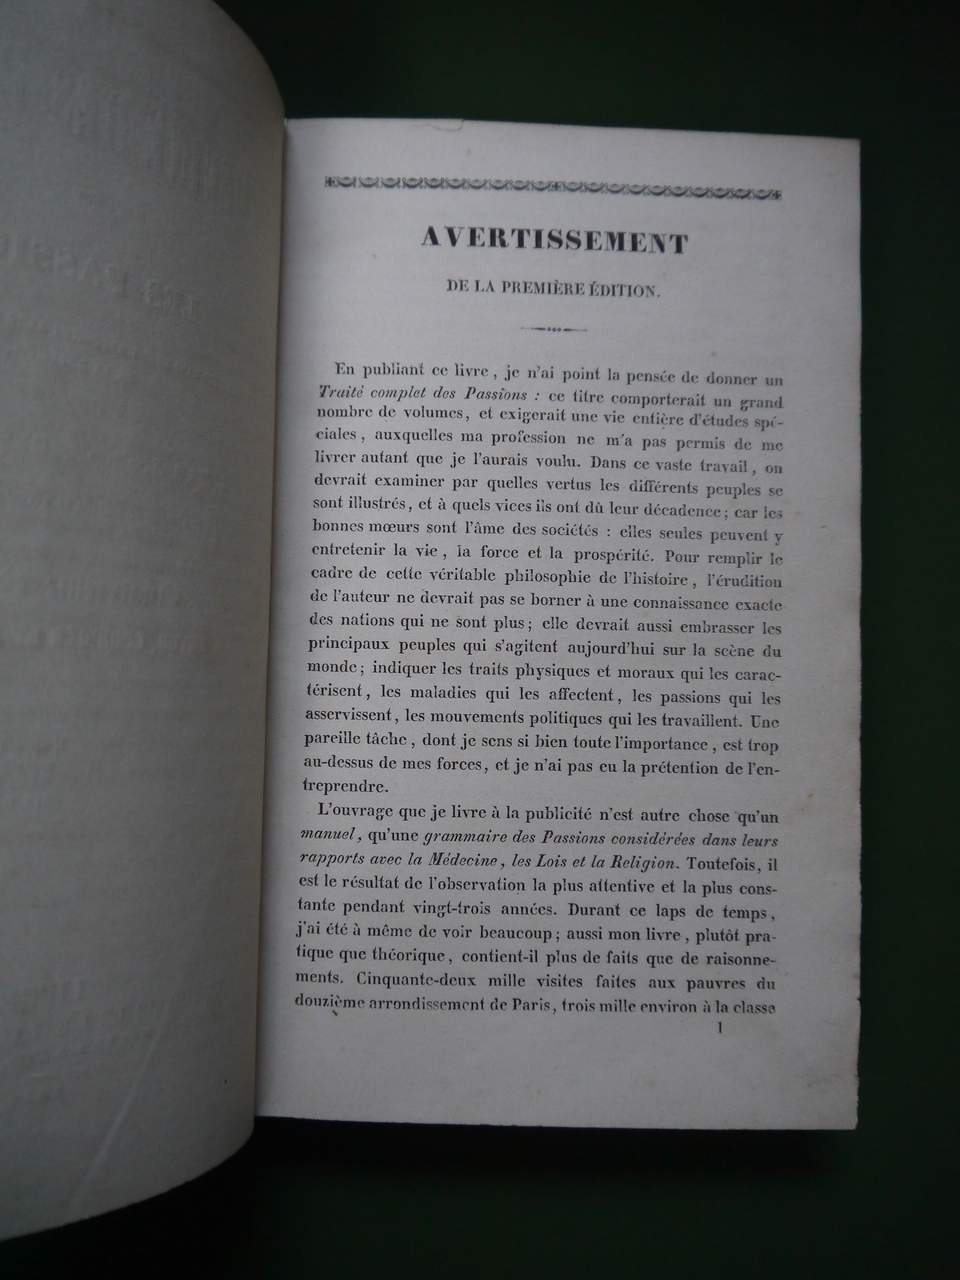 AVERTISSEMENT
DE LA PREMIÈRE ÉDITION.
En publiant ce livre, je n'ai point la pensée de donner un
Traité complet des Passions : ce titre comporterait un grand
nombre de volumes, et exigerait une vie entière d'études spé-
ciales, auxquelles ma profession ne m'a pas permis de me
livrer autant que je l'aurais voulu. Dans ce vaste travail, on
devrait examiner par quelles vertus les différents peuples se
sont illustrés, et à quels vices ils ont dû leur décadence; car les
bonnes mœurs sont l'âme des sociétés : elles seules peuvent y
entretenir la vie, la force et la prospérité. Pour remplir le
cadre de cette véritable philosophie de l'histoire, l'érudition
de l'auteur ne devrait pas se borner à une connaissance exacte
des nations qui ne sont plus; elle devrait aussi embrasser les
principaux peuples qui s'agitent aujourd'hui sur la scène du
monde; indiquer les traits physiques et moraux qui les carac-
térisent, les maladies qui les affectent, les passions qui les
asservissent, les mouvements politiques qui les travaillent. Une
pareille tâche, dont je sens si bien toute l'importance, est trop
au-dessus de mes forces, et je n'ai pas eu la prétention de l'en-
treprendre.
L'ouvrage que je livre à la publicité n'est autre chose qu'un
manuel, qu'une grammaire des Passions considérées dans leurs
rapports avec la Médecine, les Lois et la Religion. Toutefois, il
est le résultat de l'observation la plus attentive et la plus cons-
tante pendant vingt-trois années. Durant ce laps de temps,
j'ai été à même de voir beaucoup; aussi mon livre, plutôt pra-
tique que théorique, contient-il plus de faits que de raisonne-
ments. Cinquante-deux mille visites faites aux pauvres du
douzième arrondissement de Paris, trois mille environ à la classe
1